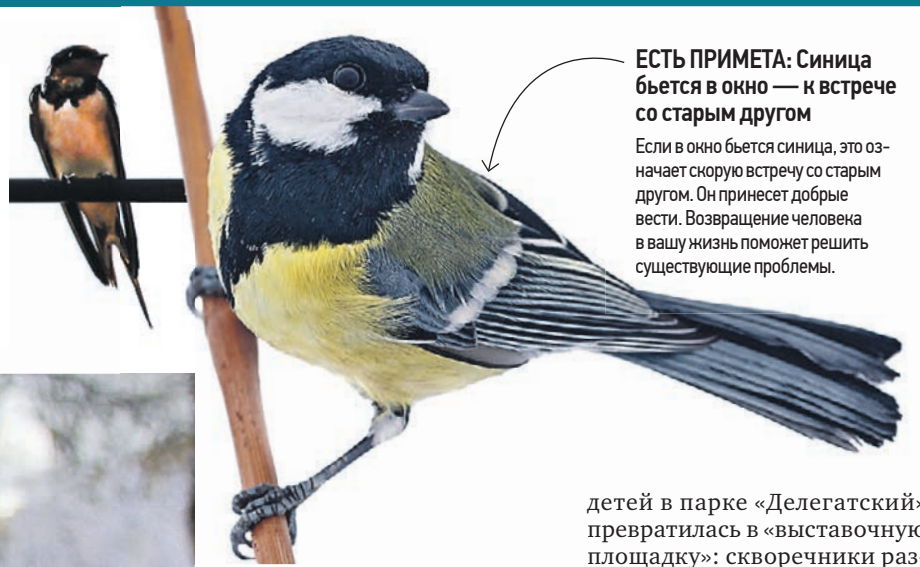 ЕСТЬ ПРИМЕТА: Синица
бьется в окно — к встрече
со старым другом
Если в окно бьется синица, это оз-
начает скорую встречу со старым
другом. Он принесет добрые
вести. Возвращение человека
в вашу жизнь поможет решить
существующие проблемы.
детей в парке «Делегатский»
превратилась в «выставочную
площадку»: скворечники раз-